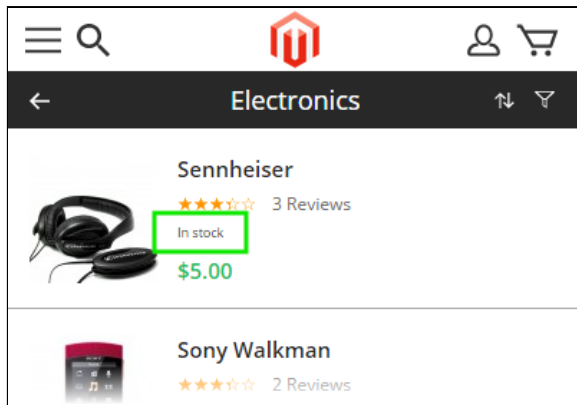 Electronics
Sennheiser
3 Reviews
In stock
$5.00
Sony Walkman
2 Reviews